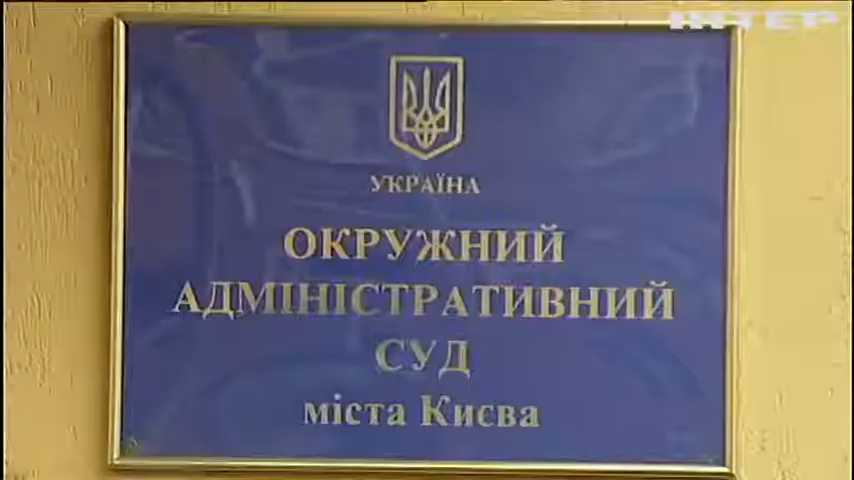 ІНТЕР
УКРАЇНА
ОКРУЖНИЙ
АДМІНІСТРАТИВНИЙ
СУД
міста Києва